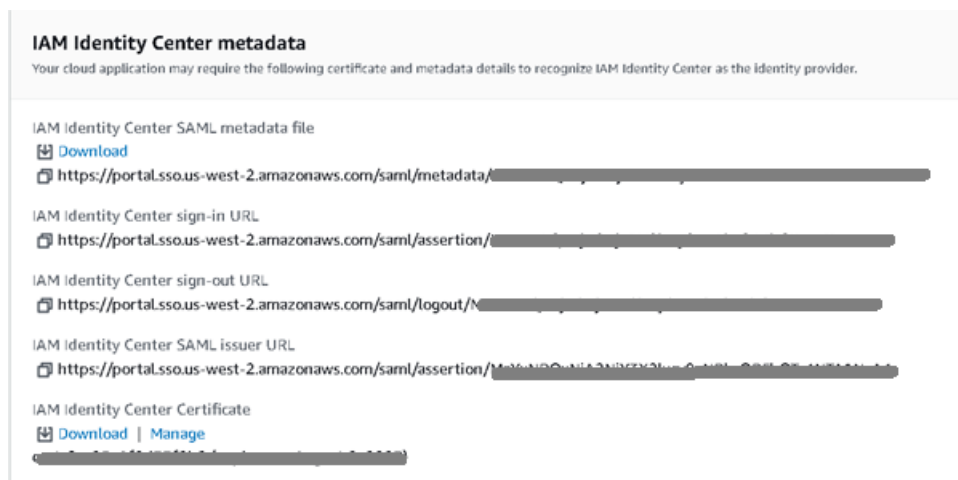 IAM Identity Center metadata
Your cloud application may require the following certificate and metadata details to recognize IAM Identity Center as the identity provider.
IAM Identity Center SAML metadata file
Download
https://portal.sso.us-west-2.amazonaws.com/saml/metadata/
IAM Identity Center sign-in URL
https://portal.sso.us-west-2.amazonaws.com/saml/assertion/
IAM Identity Center sign-out URL
https://portal.sso.us-west-2.amazonaws.com/saml/logout/
IAM Identity Center SAML issuer URL
https://portal.sso.us-west-2.amazonaws.com/saml/assertion/
IAM Identity Center Certificate
Download | Manage